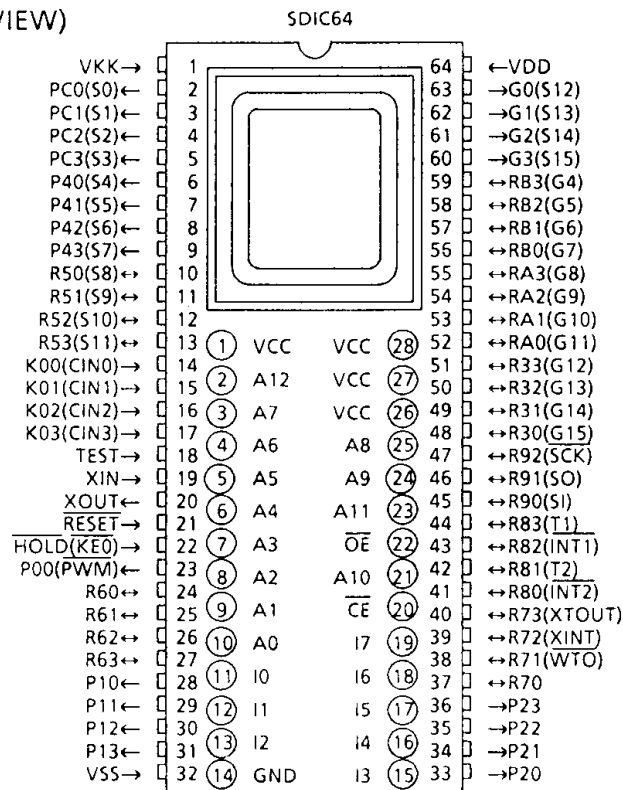 VIEW)
SDIC64
VKK→ 1 64 ←VDD
PC0(S0)← 2 63 →G0(S12)
PC1(S1)← 3 62 →G1(S13)
PC2(S2)← 4 61 →G2(S14)
PC3(S3)← 5 60 →G3(S15)
P40(S4)← 6 59 ↔RB3(G4)
P41(S5)← 7 58 ↔RB2(G5)
P42(S6)← 8 57 ↔RB1(G6)
P43(S7)← 9 56 ↔RB0(G7)
R50(S8)↔ 10 55 ↔RA3(G8)
R51(S9)↔ 11 54 ↔RA2(G9)
R52(S10)↔ 12 53 ↔RA1(G10)
R53(S11)↔ 13 1 VCC VCC 28 52 ↔RA0(G11)
K00(CIN0)→ 14 51 ↔R33(G12)
K01(CIN1)→ 15 2 A12 VCC 27 50 ↔R32(G13)
K02(CIN2)→ 16 3 A7 VCC 26 49 ↔R31(G14)
K03(CIN3)→ 17 48 ↔R30(G15)
TEST→ 18 4 A6 A8 25 47 ↔R92(SCK)
XIN→ 19 5 A5 A9 24 46 ↔R91(SO)
XOUT← 20 6 A4 A11 23 45 ↔R90(SI)
RESET→ 21 44 ↔R83(T1)
HOLD(KE0)→ 22 7 A3 OE 22 43 ↔R82(INT1)
P00(PWM)← 23 8 A2 A10 21 42 ↔R81(T2)
R60↔ 24 41 ↔R80(INT2)
R61↔ 25 9 A1 CE 20 40 ↔R73(XTOUT)
R62↔ 26 10 A0 I7 19 39 ↔R72(XINT)
R63↔ 27 38 ↔R71(WTO)
P10← 28 11 I0 I6 18 37 ↔R70
P11← 29 12 I1 I5 17 36 →P23
P12← 30 35 →P22
P13← 31 13 I2 I4 16 34 →P21
VSS→ 32 14 GND I3 15 33 →P20